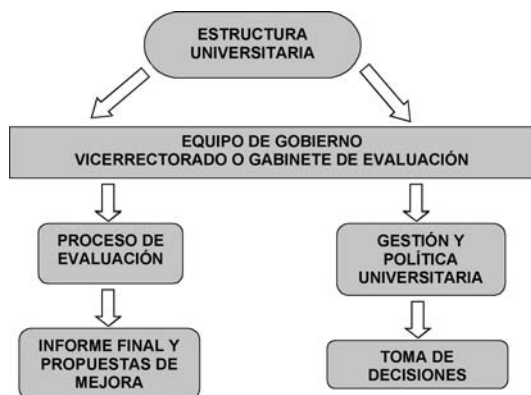 ESTRUCTURA
UNIVERSITARIA
EQUIPO DE GOBIERNO
VICERRECTORADO O GABINETE DE EVALUACIÓN
PROCESO DE
EVALUACIÓN
GESTIÓN Y
POLÍTICA
UNIVERSITARIA
INFORME FINAL Y
PROPUESTAS DE
MEJORA
TOMA DE
DECISIONES